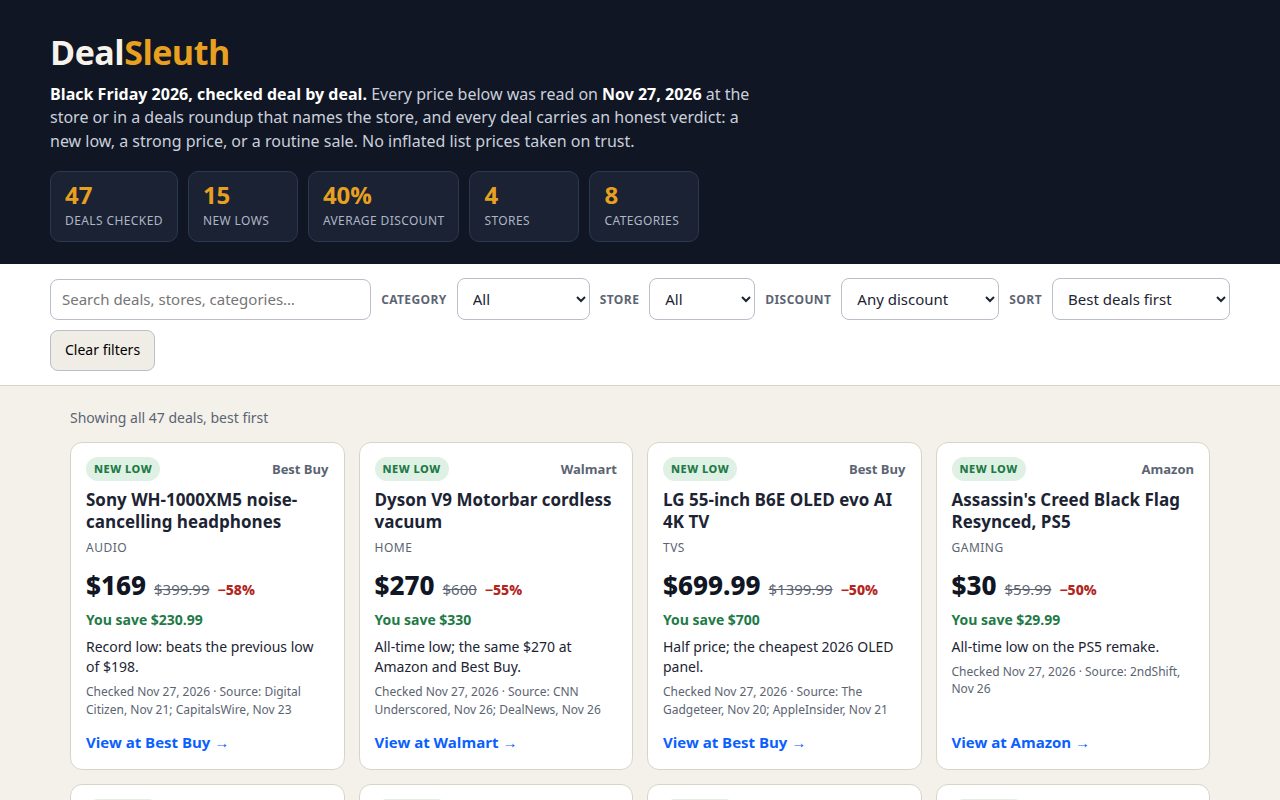 DealSleuth
Black Friday 2026, checked deal by deal. Every price below was read on Nov 27, 2026 at the
store or in a deals roundup that names the store, and every deal carries an honest verdict: a
new low, a strong price, or a routine sale. No inflated list prices taken on trust.
47
DEALS CHECKED
15
NEW LOWS
40%
AVERAGE DISCOUNT
4
STORES
8
CATEGORIES
Search deals, stores, categories...
CATEGORY
All
STORE
All
DISCOUNT
Any discount
SORT
Best deals first
Clear filters
Showing all 47 deals, best first
NEW LOW
Best Buy
Sony WH-1000XM5 noise-
cancelling headphones
AUDIO
$169 $399.99 −58%
You save $230.99
Record low: beats the previous low
of $198.
Checked Nov 27, 2026 · Source: Digital
Citizen, Nov 21; CapitalsWire, Nov 23
View at Best Buy →
NEW LOW
Walmart
Dyson V9 Motorbar cordless
vacuum
HOME
$270 $600 −55%
You save $330
All-time low; the same $270 at
Amazon and Best Buy.
Checked Nov 27, 2026 · Source: CNN
Underscored, Nov 26; DealNews, Nov 26
View at Walmart →
NEW LOW
Best Buy
LG 55-inch B6E OLED evo AI
4K TV
TVS
$699.99 $1399.99 −50%
You save $700
Half price; the cheapest 2026 OLED
panel.
Checked Nov 27, 2026 · Source: The
Gadgeteer, Nov 20; AppleInsider, Nov 21
View at Best Buy →
NEW LOW
Amazon
Assassin's Creed Black Flag
Resynced, PS5
GAMING
$30 $59.99 −50%
You save $29.99
All-time low on the PS5 remake.
Checked Nov 27, 2026 · Source: 2ndShift,
Nov 26
View at Amazon →